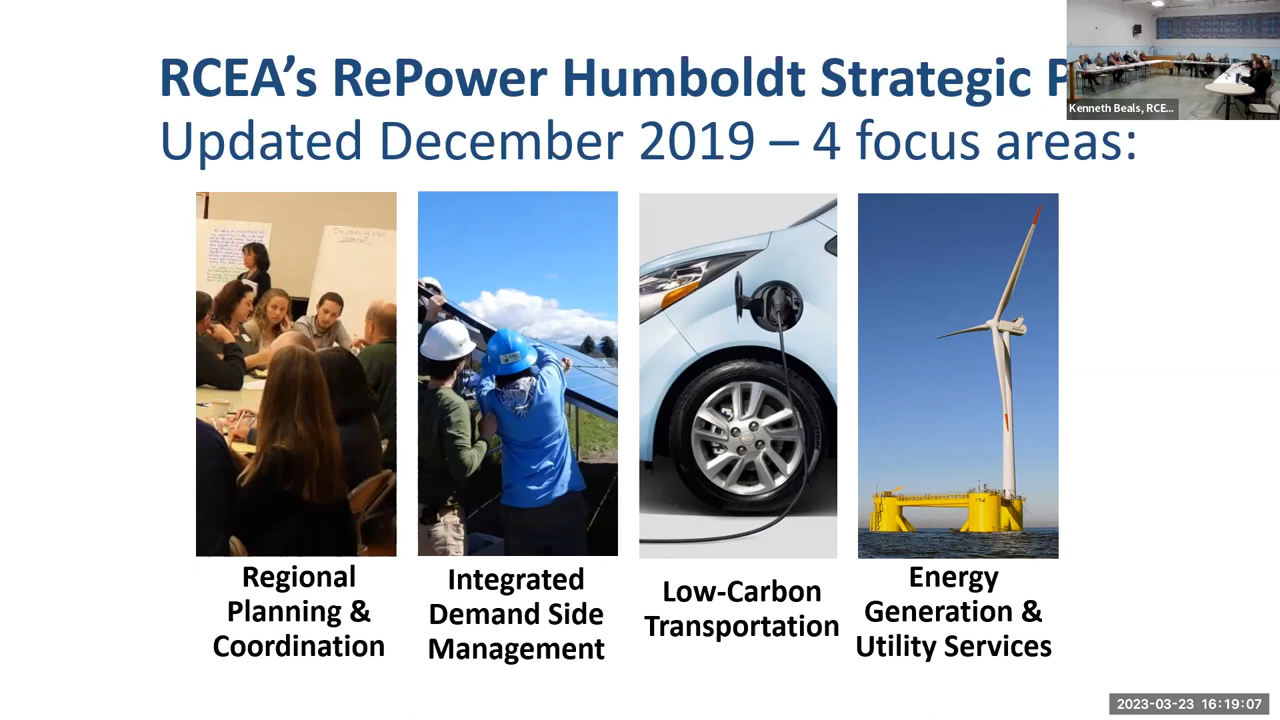 RCEA's RePower Humboldt Strategic P
Updated December 2019 – 4 focus areas:
Kenneth Beals, RCE...
Regional
Planning &
Coordination
Integrated
Demand Side
Management
Low-Carbon
Transportation
Energy
Generation &
Utility Services
2023-03-23 16:19:07